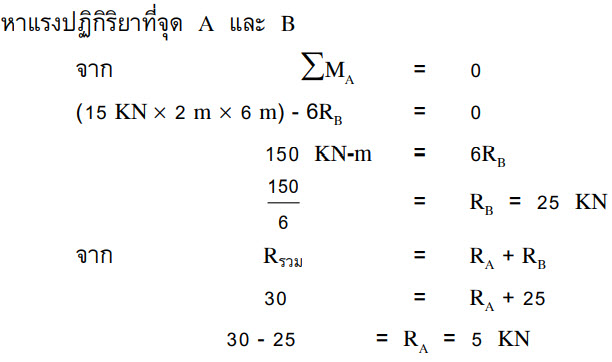 หาแรงปฏิกิริยาที่จุด A และ B
จาก ∑M_A = 0
(15 KN × 2 m × 6 m) - 6R_B = 0
150 KN-m = 6R_B
150/6 = R_B = 25 KN
จาก R_รวม = R_A + R_B
30 = R_A + 25
30 - 25 = R_A = 5 KN